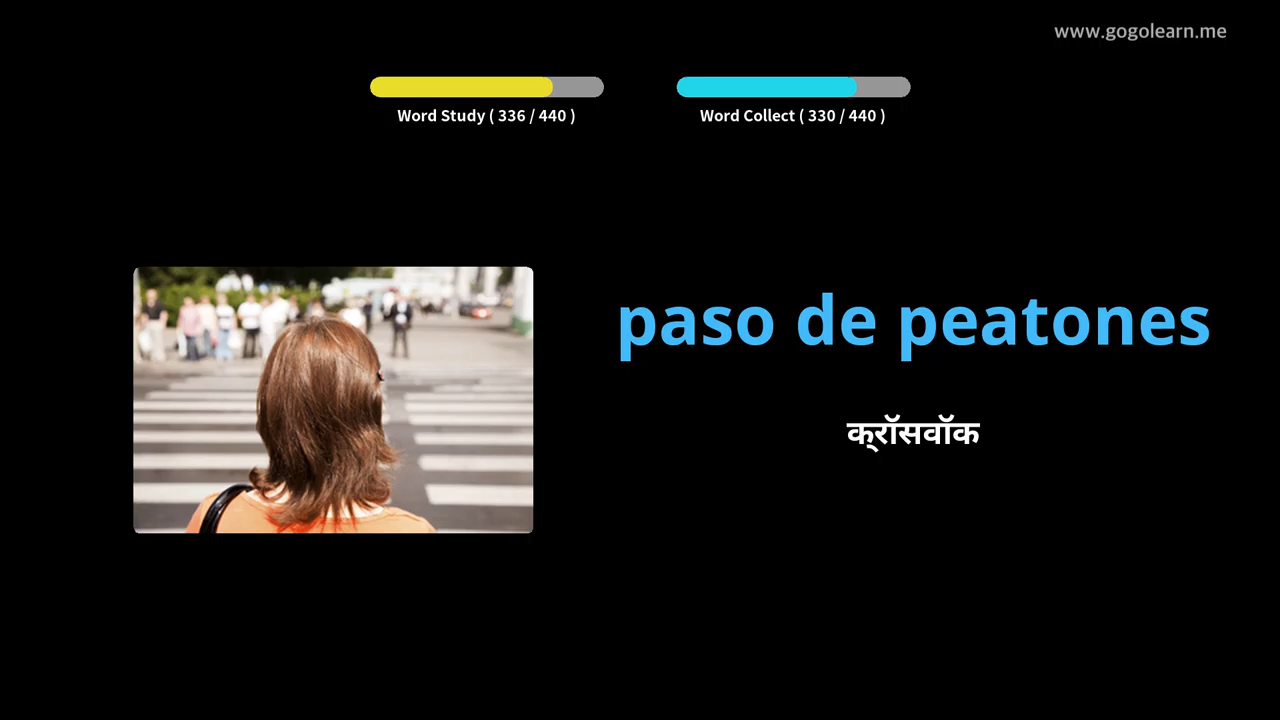 www.gogolearn.me
Word Study ( 336 / 440 )
Word Collect ( 330 / 440 )
paso de peatones
क्रॉसवॉक